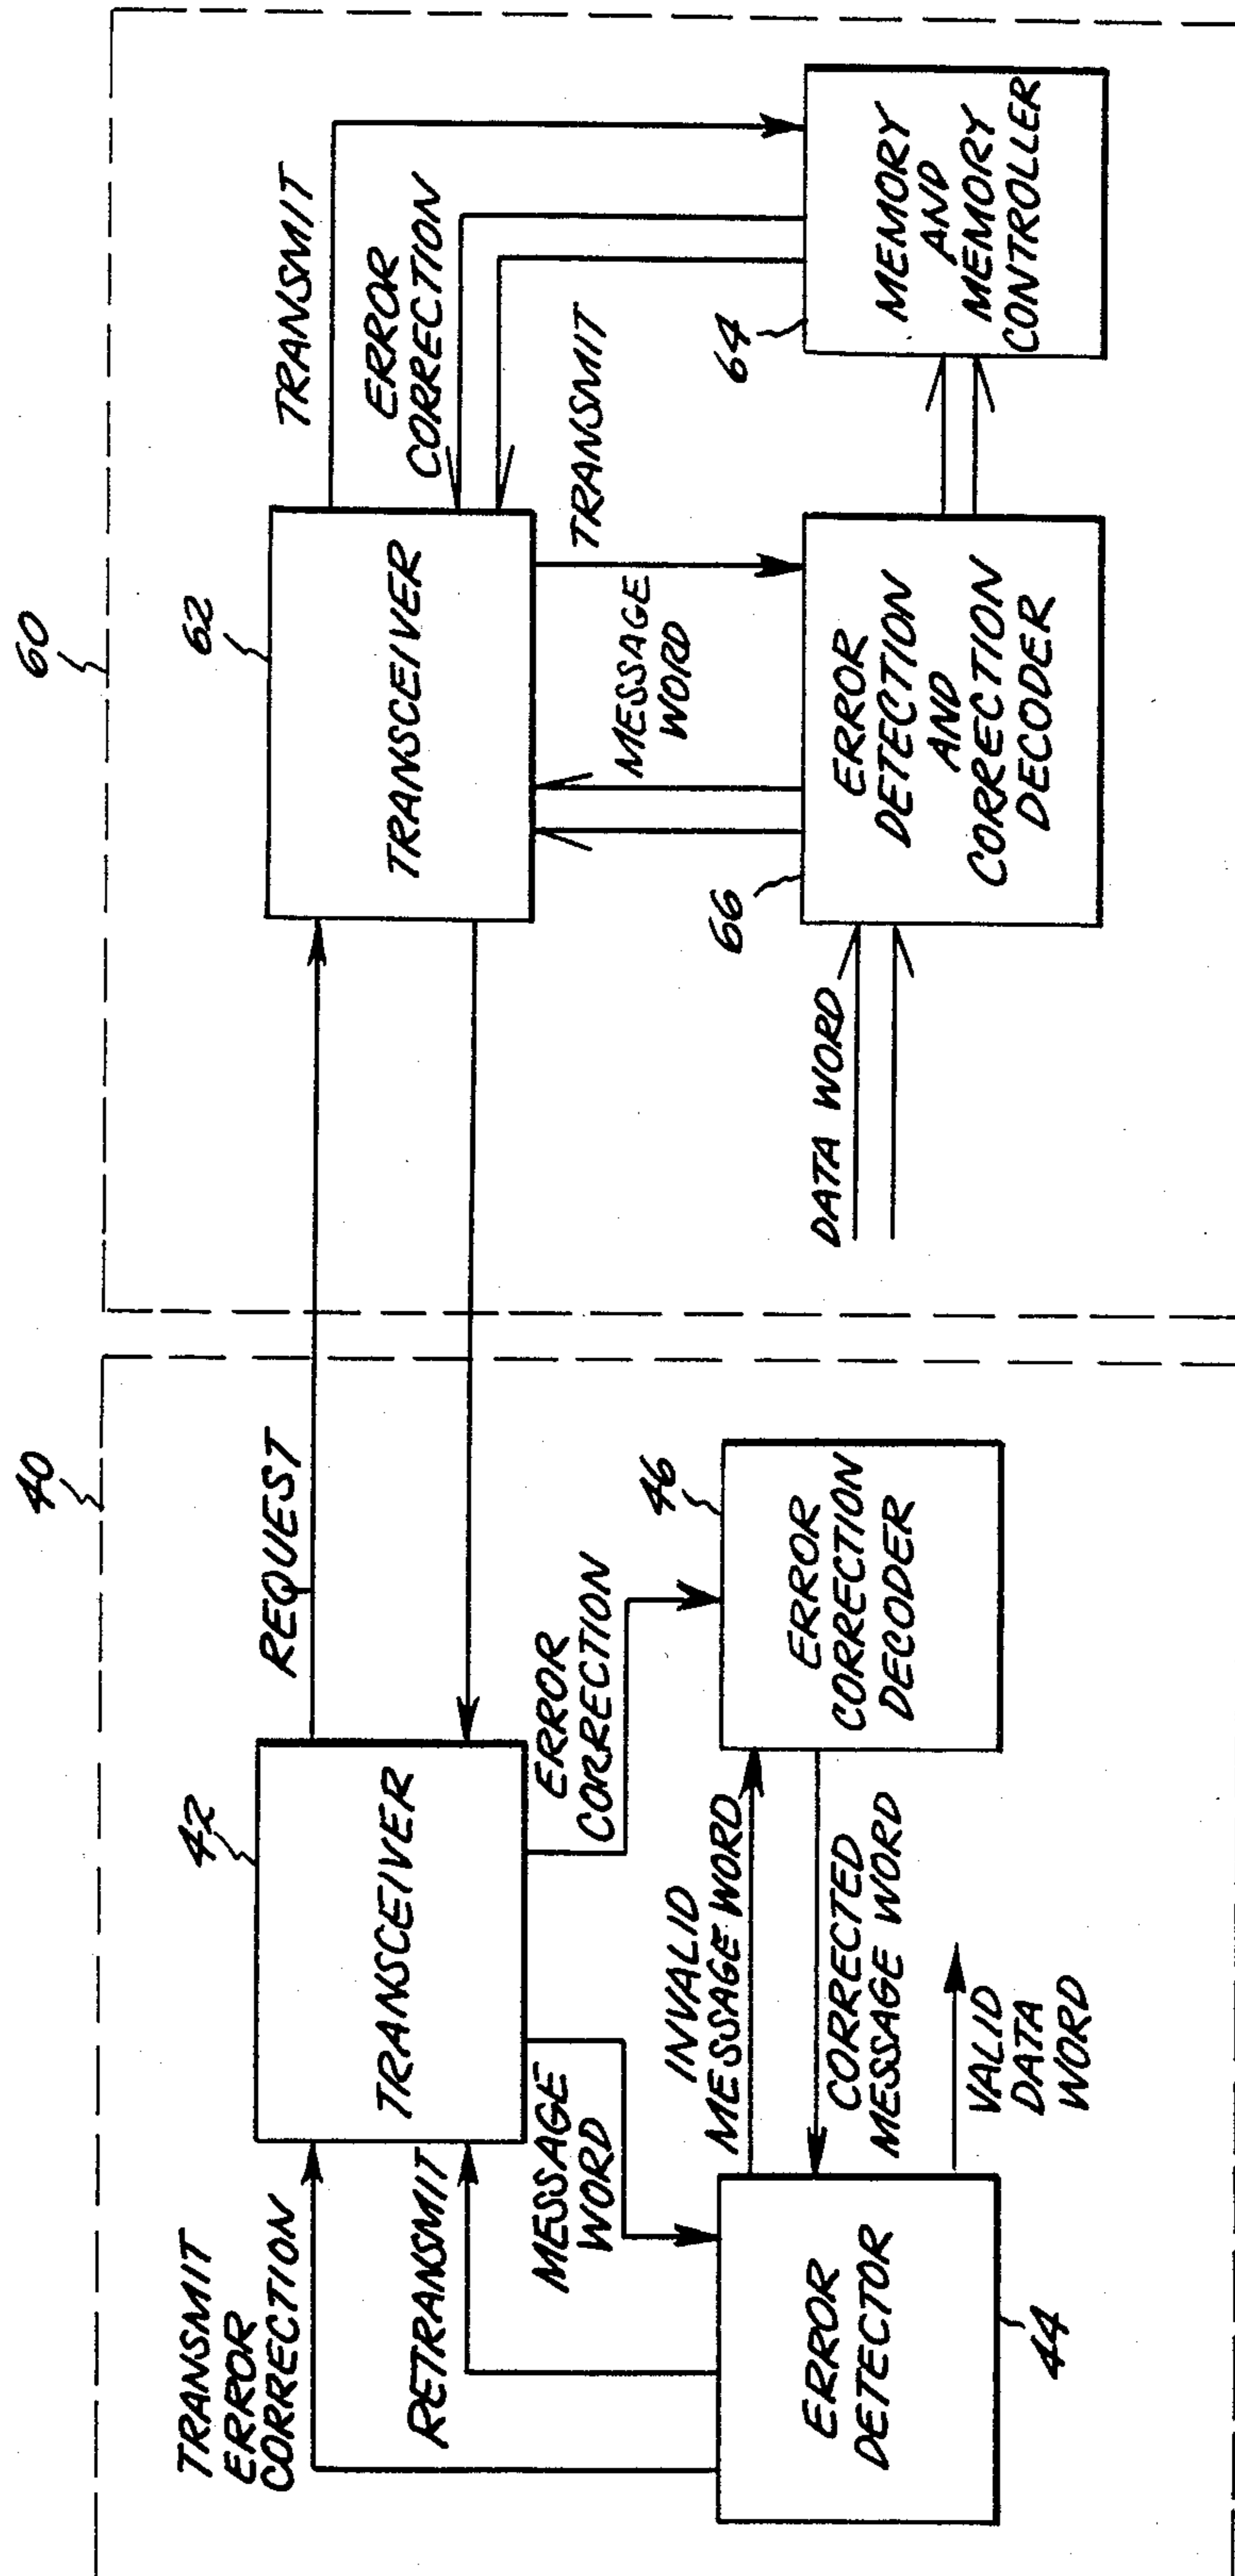 40
TRANSMIT
ERROR
CORRECTION
42
REQUEST
RETRANSMIT
TRANSCEIVER
MESSAGE
WORD
ERROR
CORRECTION
46
INVALID
MESSAGE WORD
CORRECTED
MESSAGE WORD
ERROR
CORRECTION
DECODER
ERROR
DETECTOR
44
VALID
DATA
WORD
60
62
TRANSMIT
ERROR
CORRECTION
TRANSCEIVER
TRANSMIT
MESSAGE
WORD
64
66
DATA WORD
ERROR
DETECTION
AND
CORRECTION
DECODER
MEMORY
AND
MEMORY
CONTROLLER